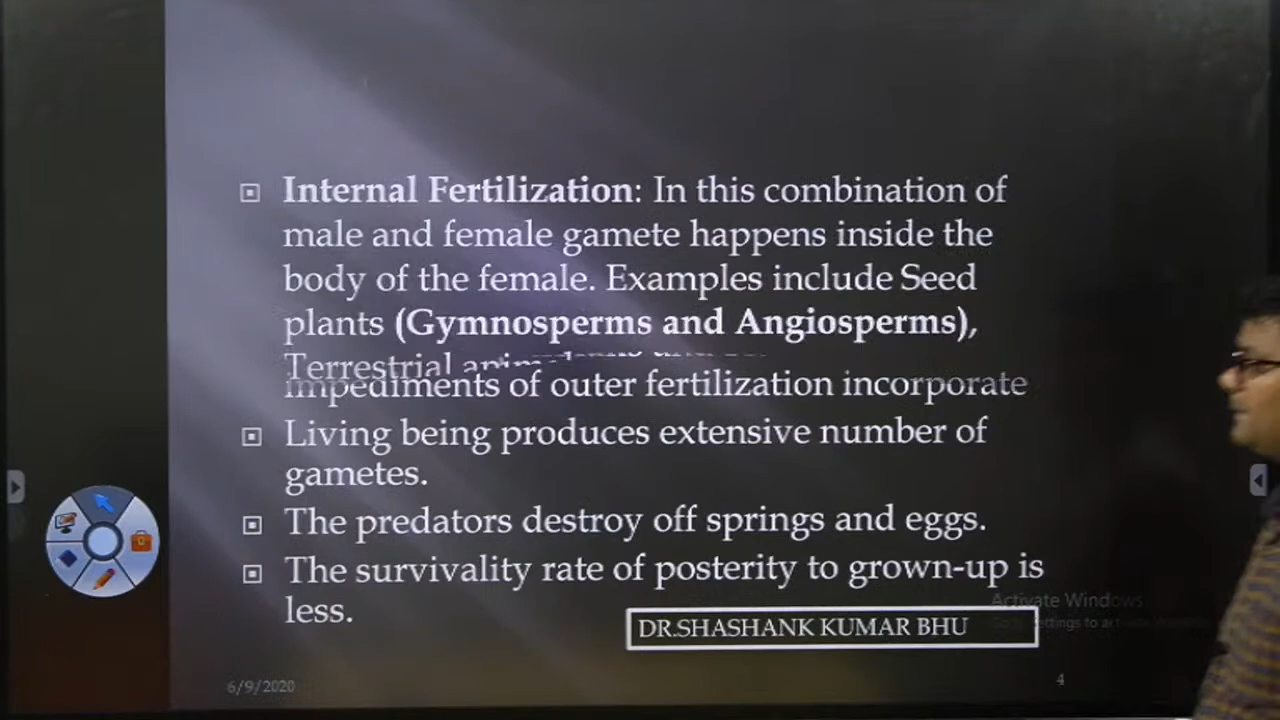 Internal Fertilization: In this combination of
male and female gamete happens inside the
body of the female. Examples include Seed
plants (Gymnosperms and Angiosperms),
Terrestrial
impediments of outer fertilization incorporate
Living being produces extensive number of
gametes.
The predators destroy off springs and eggs.
The survivality rate of posterity to grown-up is
less.
Activate Windows
DR.SHASHANK KUMAR BHU
6/9/2020
4